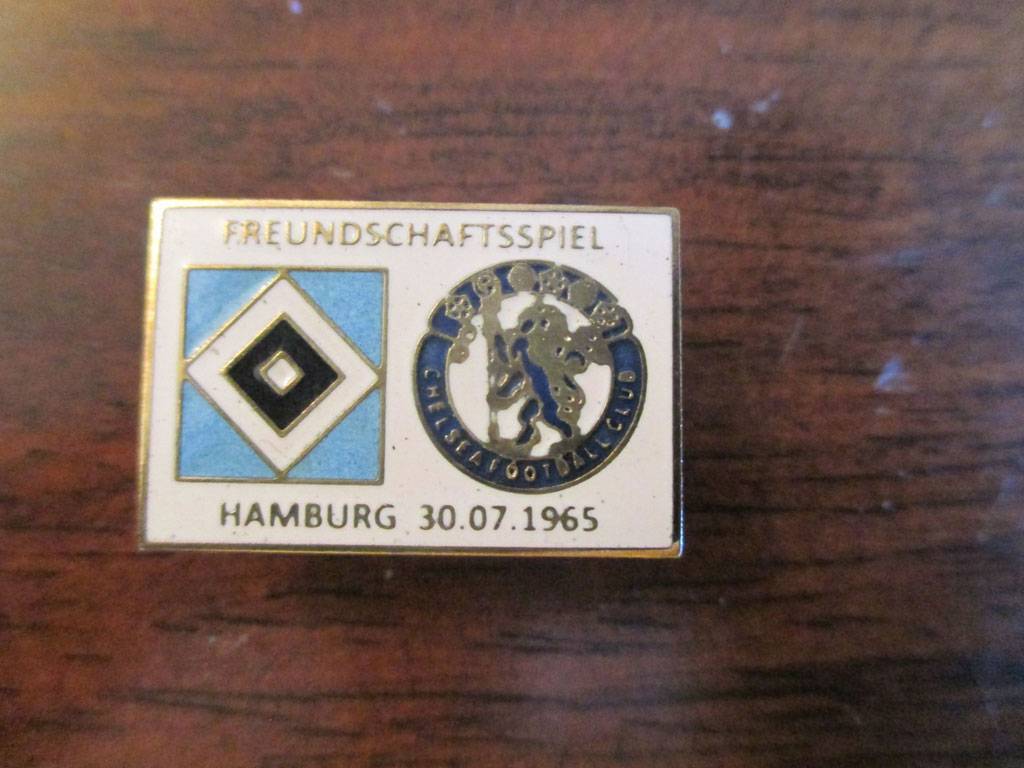 FREUNDSCHAFTSSPIEL
CHELSEA FOOTBALL CLUB
HAMBURG 30.07.1965